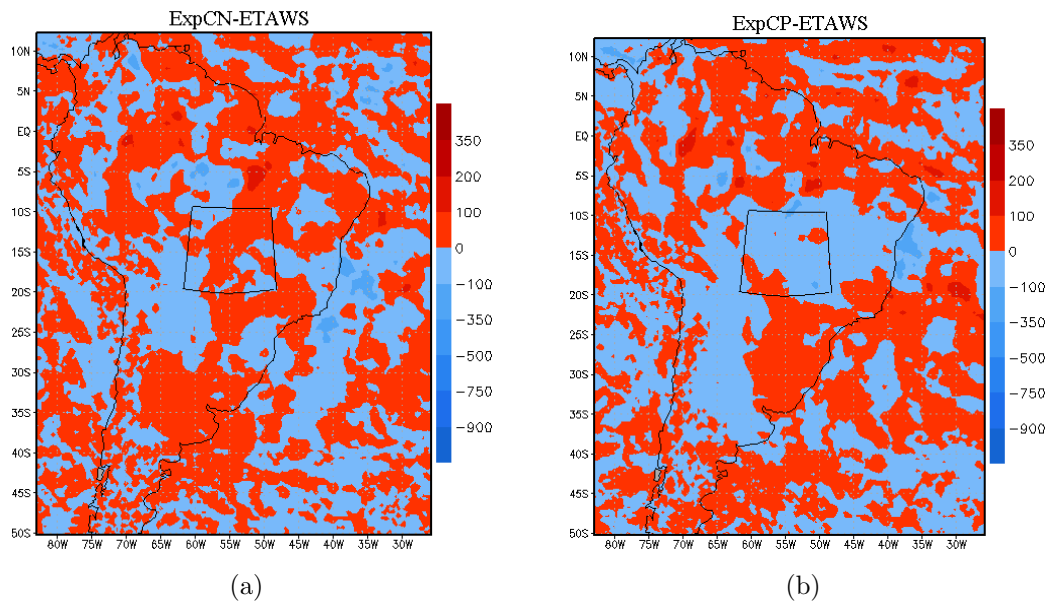 ExpCN-ETAWS
10N
5N
EQ
5S
10S
15S
20S
25S
30S
35S
40S
45S
50S
80W 75W 70W 65W 60W 55W 50W 45W 40W 35W 30W
350
200
100
0
−100
−350
−500
−750
−900
(a)
ExpCP-ETAWS
10N
5N
EQ
5S
10S
15S
20S
25S
30S
35S
40S
45S
50S
80W 75W 70W 65W 60W 55W 50W 45W 40W 35W 30W
350
200
100
0
−100
−350
−500
−750
−900
(b)